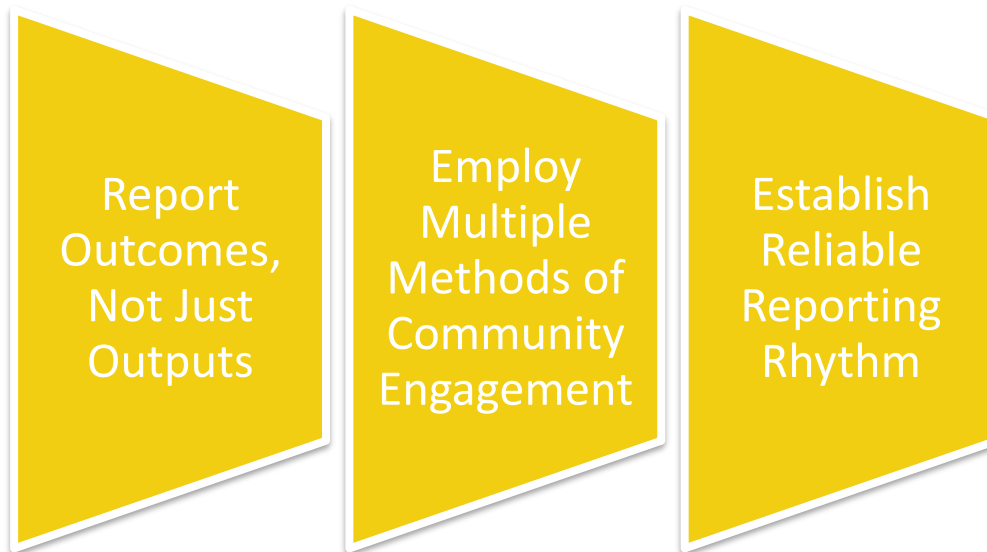 Report
Outcomes,
Not Just
Outputs
Employ
Multiple
Methods of
Community
Engagement
Establish
Reliable
Reporting
Rhythm